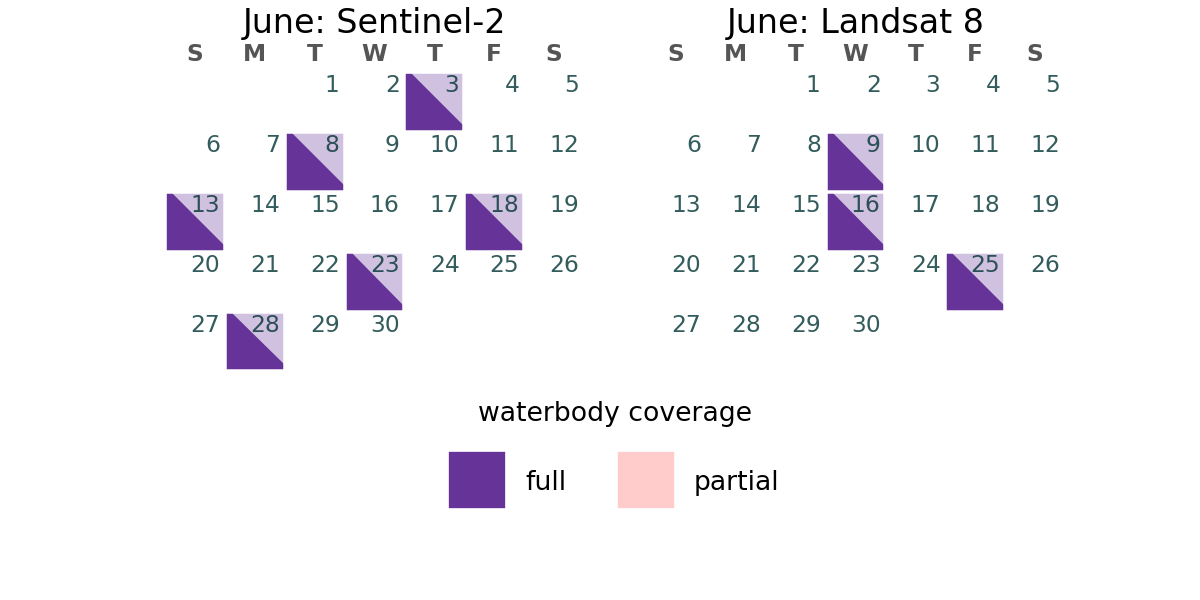 June: Sentinel-2
S M T W T F S
1 2 3 4 5
6 7 8 9 10 11 12
13 14 15 16 17 18 19
20 21 22 23 24 25 26
27 28 29 30
June: Landsat 8
S M T W T F S
1 2 3 4 5
6 7 8 9 10 11 12
13 14 15 16 17 18 19
20 21 22 23 24 25 26
27 28 29 30
waterbody coverage
full partial